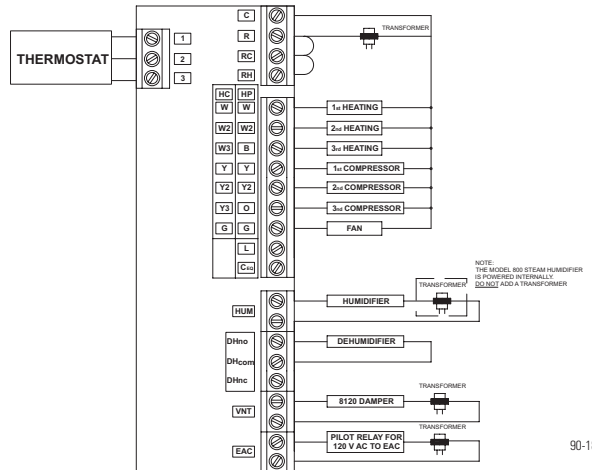 THERMOSTAT
1
2
3
C
R
RC
RH
TRANSFORMER
HC HP
W W
W2 W2
W3 B
Y Y
Y2 Y2
Y3 O
G G
L
CEQ
1st HEATING
2nd HEATING
3rd HEATING
1st COMPRESSOR
2nd COMPRESSOR
3rd COMPRESSOR
FAN
NOTE:
THE MODEL 800 STEAM HUMIDIFIER
IS POWERED INTERNALLY.
DO NOT ADD A TRANSFORMER
HUM
HUMIDIFIER
TRANSFORMER
DHno
DHcom
DHnc
DEHUMIDIFIER
VNT
8120 DAMPER
TRANSFORMER
EAC
PILOT RELAY FOR
120 V AC TO EAC
TRANSFORMER